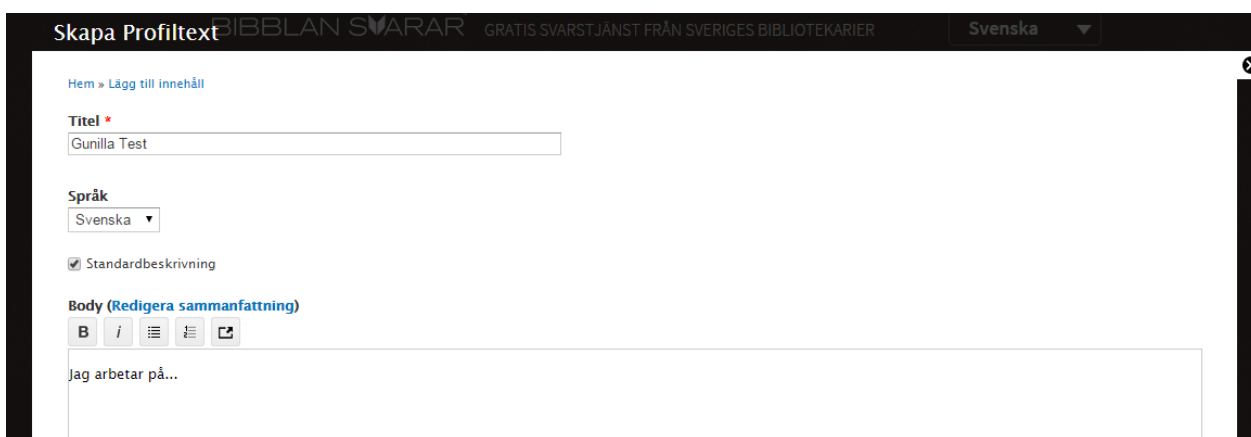 Skapa Profiltext
BIBBLAN SVARAR GRATIS SVARSTJÄNST FRÅN SVERIGES BIBLIOTEKARIER Svenska
Hem » Lägg till innehåll
Titel *
Gunilla Test
Språk
Svenska
Standardbeskrivning
Body (Redigera sammanfattning)
B i
Jag arbetar på...